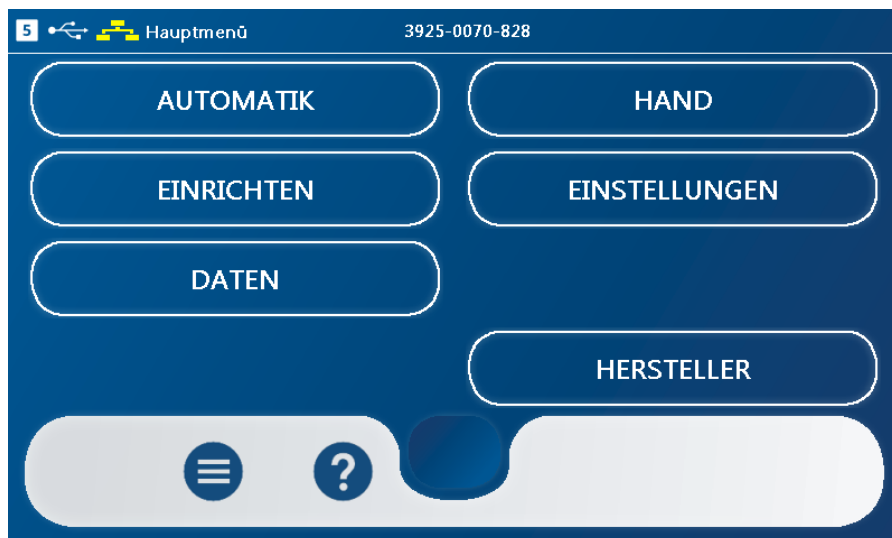 5 Hauptmenü 3925-0070-828
AUTOMATIK HAND
EINRICHTEN EINSTELLUNGEN
DATEN
HERSTELLER
?